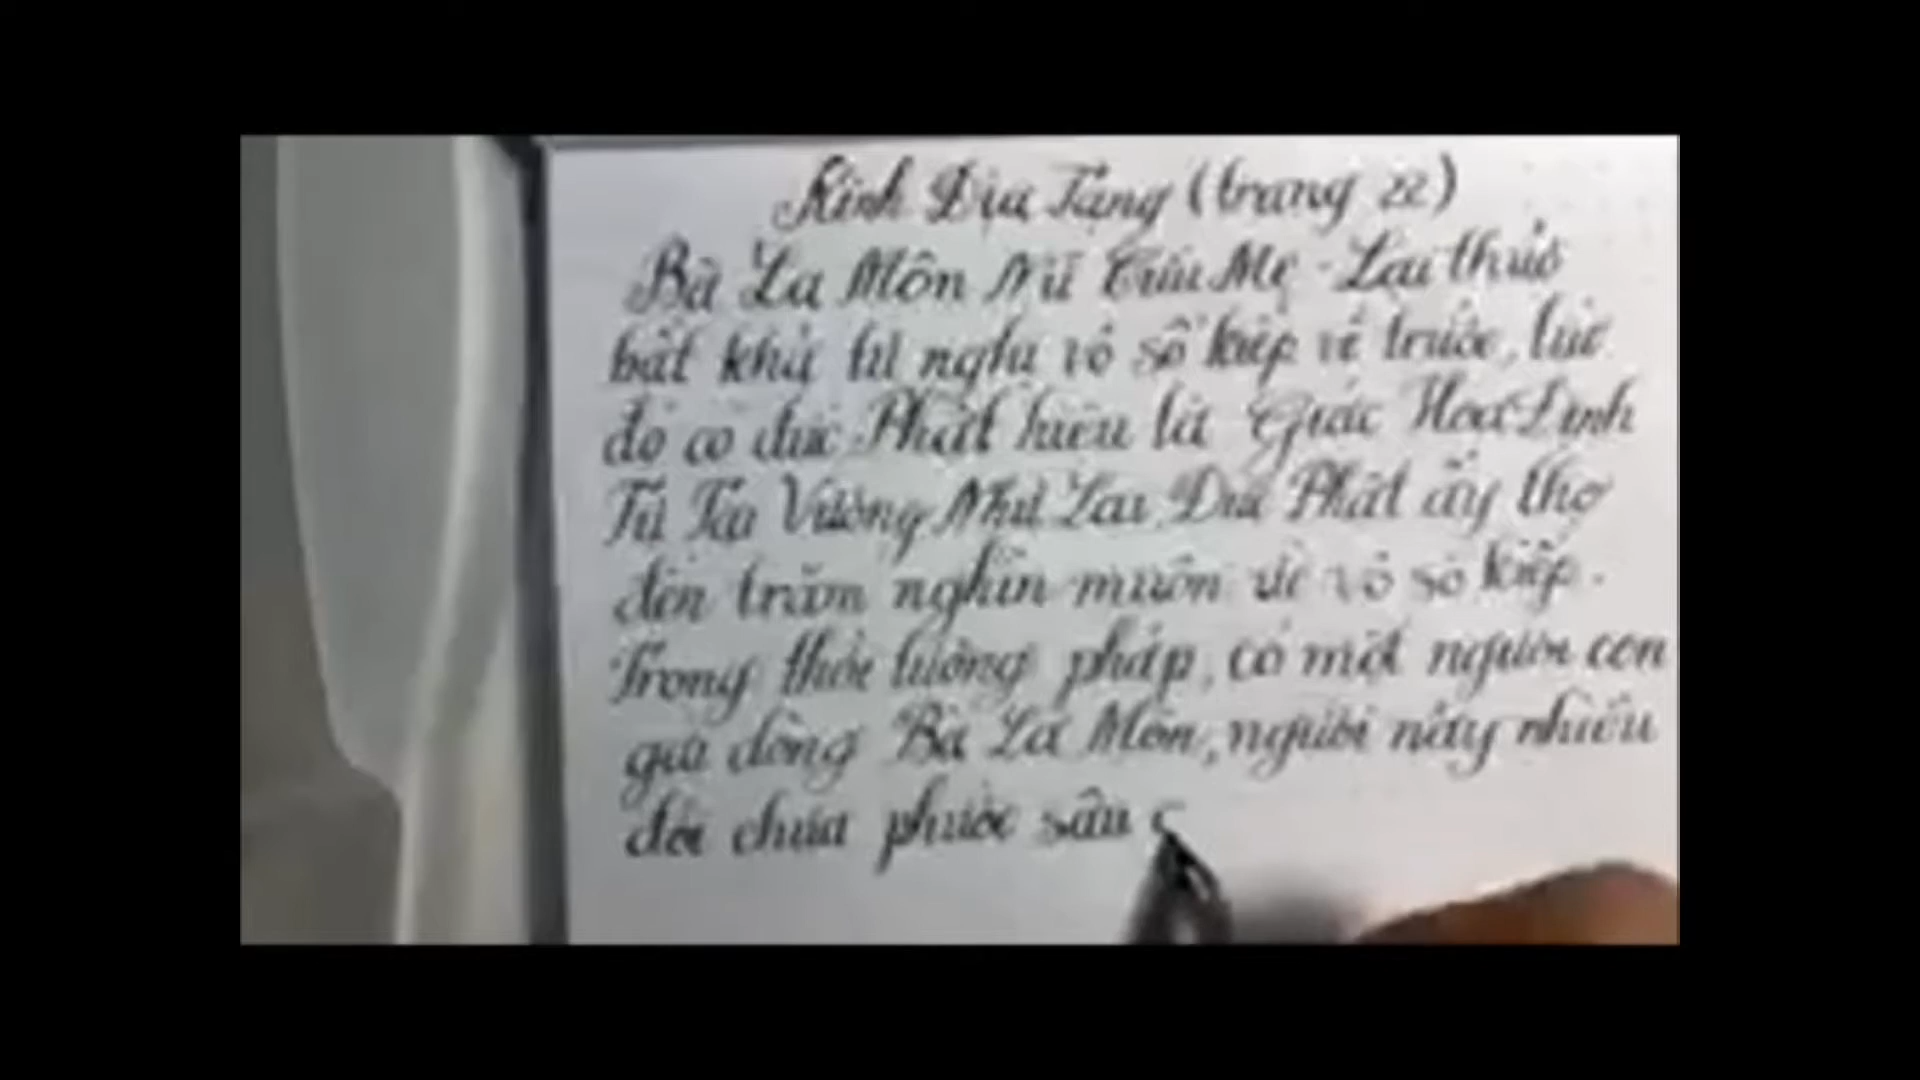 Kinh Địa Tạng (trang 22)
Bà La Môn Nữ Cứu Mẹ - Lại thuở
bất khả tư nghị vô số kiếp về trước, lúc
đó có đức Phật hiệu là Giác Hoa Định
Tự Tại Vương Như Lai. Đức Phật ấy thọ
đến trăm nghìn muôn ức vô số kiếp.
Trong thời tượng pháp, có một người con
gái dòng Bà La Môn, người nầy nhiều
đời chứa phước sâu